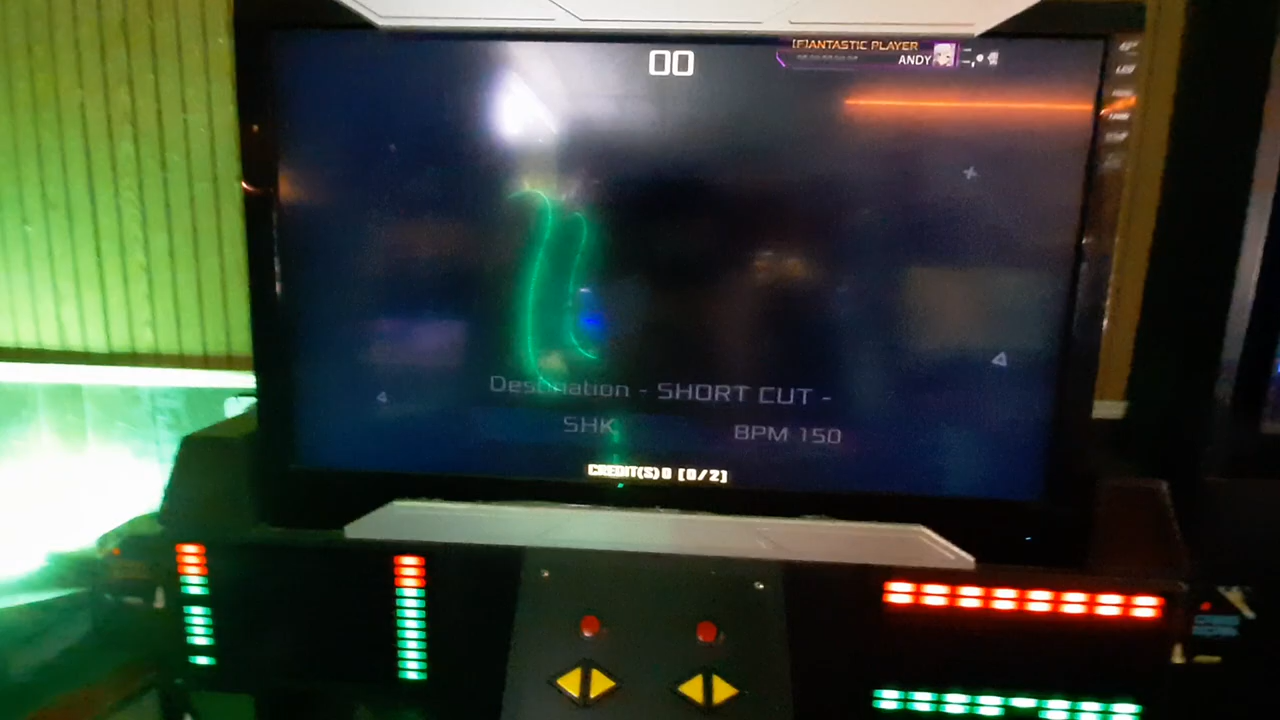 00
[F]ANTASTIC PLAYER
ANDY
Destination - SHORT CUT -
SHK
BPM 150
CREDIT(S) 0 [0/2]